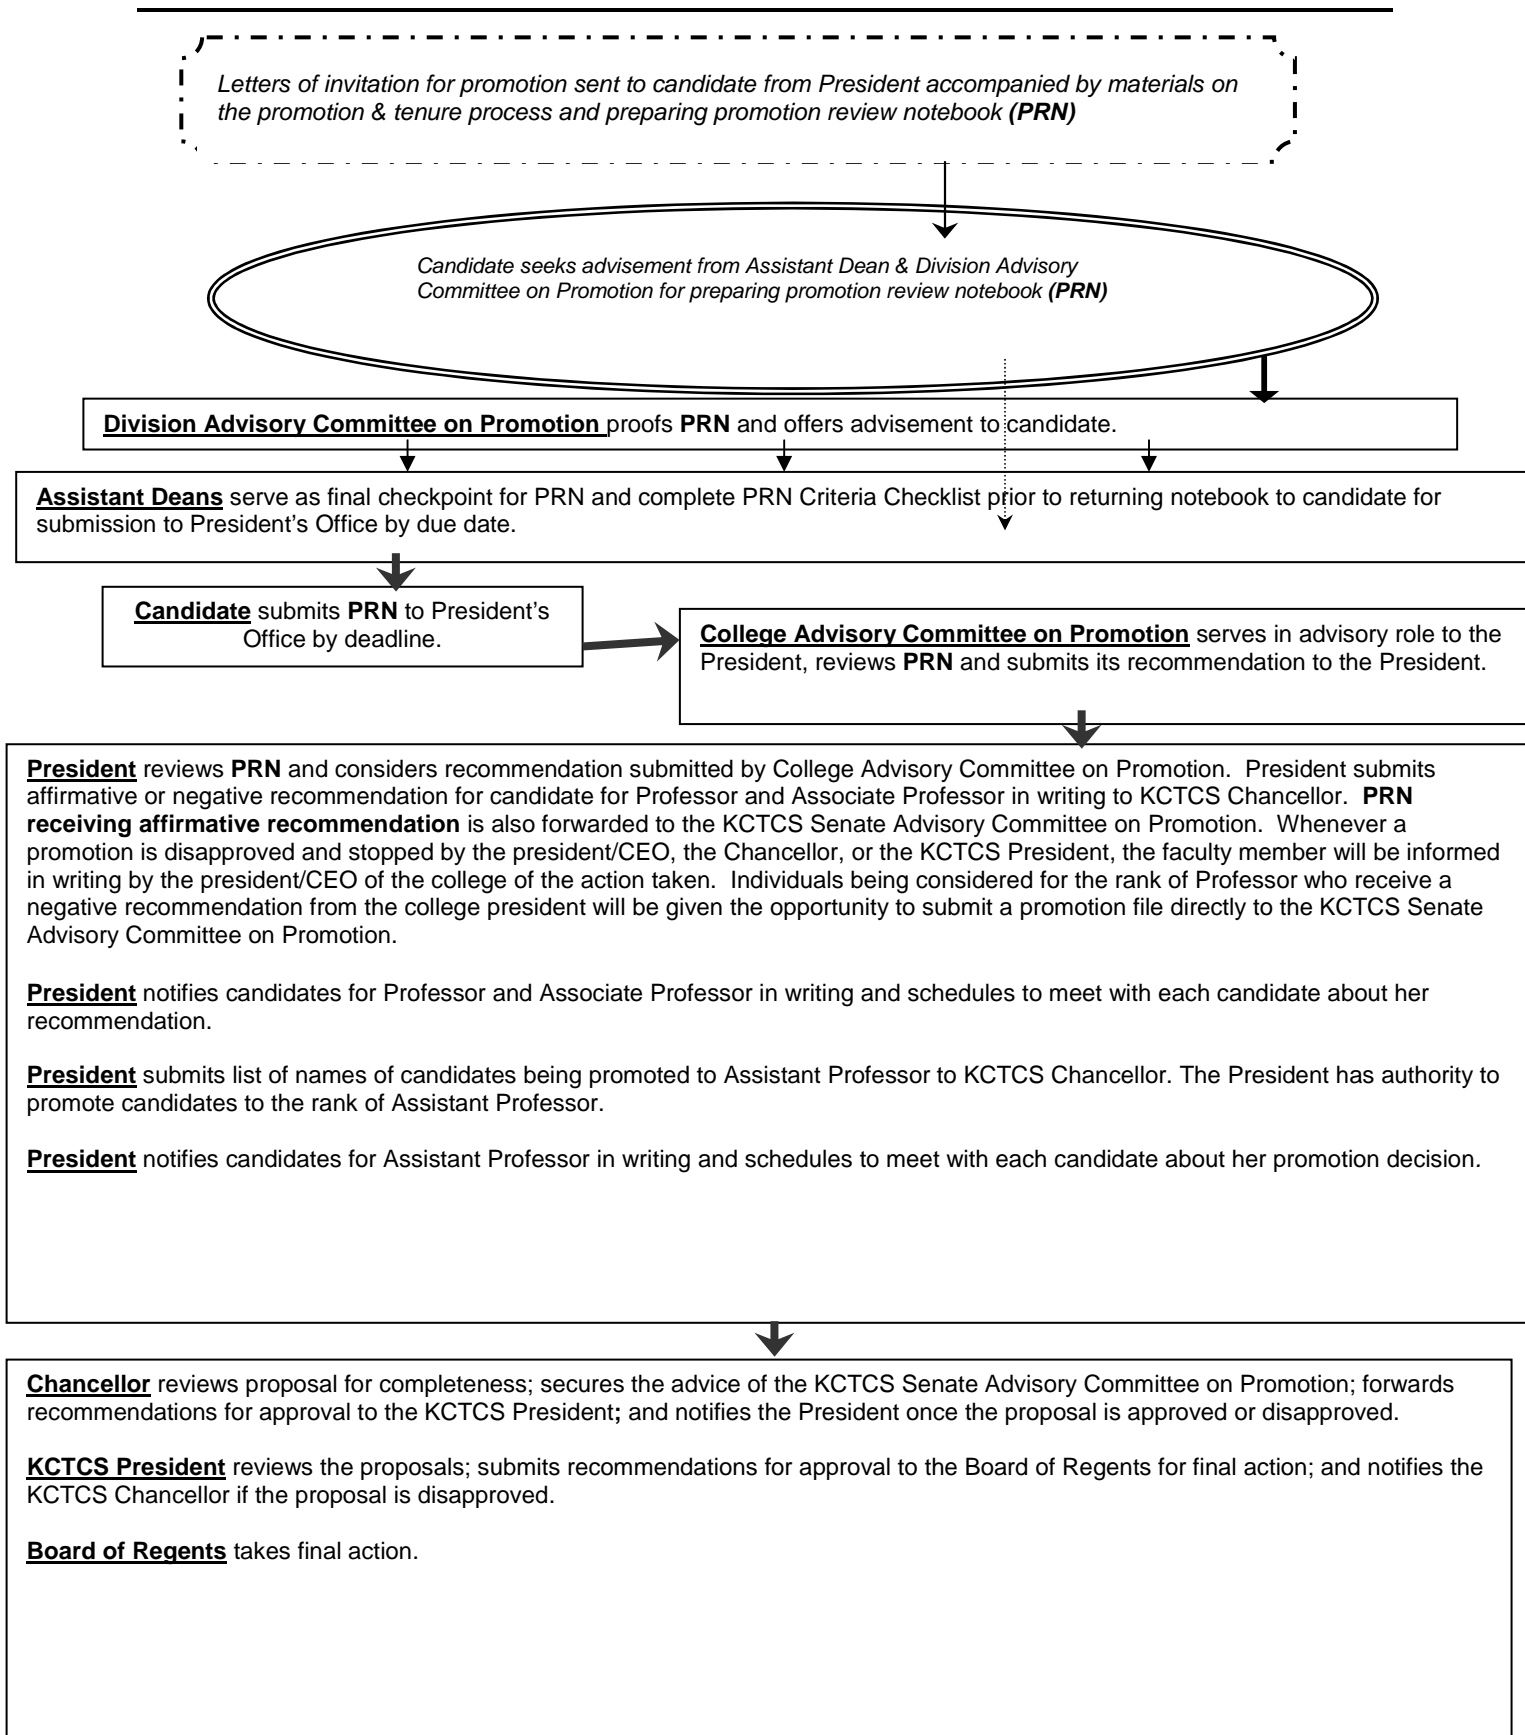 Letters of invitation for promotion sent to candidate from President accompanied by materials on
the promotion & tenure process and preparing promotion review notebook (PRN)
Candidate seeks advisement from Assistant Dean & Division Advisory
Committee on Promotion for preparing promotion review notebook (PRN)
Division Advisory Committee on Promotion proofs PRN and offers advisement to candidate.
Assistant Deans serve as final checkpoint for PRN and complete PRN Criteria Checklist prior to returning notebook to candidate for
submission to President’s Office by due date.
Candidate submits PRN to President’s
Office by deadline.
College Advisory Committee on Promotion serves in advisory role to the
President, reviews PRN and submits its recommendation to the President.
President reviews PRN and considers recommendation submitted by College Advisory Committee on Promotion.  President submits
affirmative or negative recommendation for candidate for Professor and Associate Professor in writing to KCTCS Chancellor.  PRN
receiving affirmative recommendation is also forwarded to the KCTCS Senate Advisory Committee on Promotion.  Whenever a
promotion is disapproved and stopped by the president/CEO, the Chancellor, or the KCTCS President, the faculty member will be informed
in writing by the president/CEO of the college of the action taken.  Individuals being considered for the rank of Professor who receive a
negative recommendation from the college president will be given the opportunity to submit a promotion file directly to the KCTCS Senate
Advisory Committee on Promotion.
President notifies candidates for Professor and Associate Professor in writing and schedules to meet with each candidate about her
recommendation.
President submits list of names of candidates being promoted to Assistant Professor to KCTCS Chancellor. The President has authority to
promote candidates to the rank of Assistant Professor.
President notifies candidates for Assistant Professor in writing and schedules to meet with each candidate about her promotion decision.
Chancellor reviews proposal for completeness; secures the advice of the KCTCS Senate Advisory Committee on Promotion; forwards
recommendations for approval to the KCTCS President; and notifies the President once the proposal is approved or disapproved.
KCTCS President reviews the proposals; submits recommendations for approval to the Board of Regents for final action; and notifies the
KCTCS Chancellor if the proposal is disapproved.
Board of Regents takes final action.